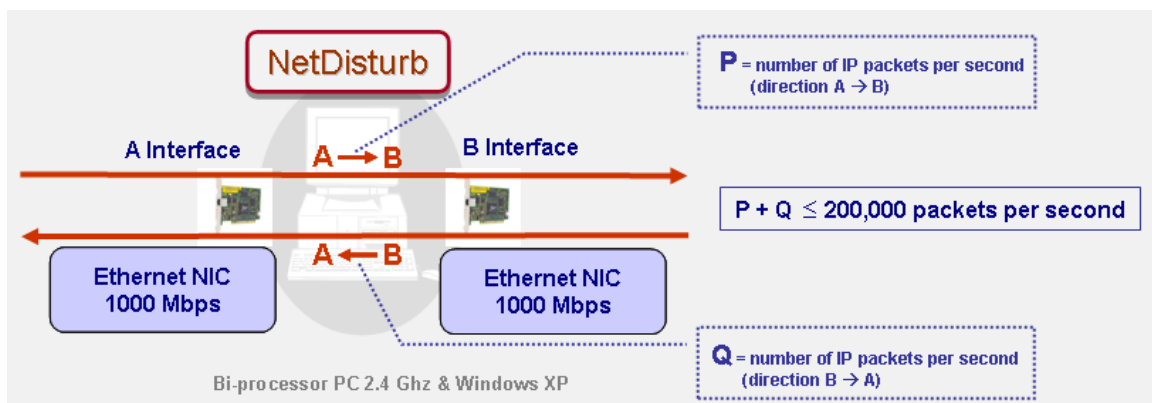 NetDisturb
P = number of IP packets per second
(direction A → B)
A Interface
A → B
B Interface
P + Q ≤ 200,000 packets per second
A ← B
Ethernet NIC
1000 Mbps
Ethernet NIC
1000 Mbps
Q = number of IP packets per second
(direction B → A)
Bi-processor PC 2.4 Ghz & Windows XP